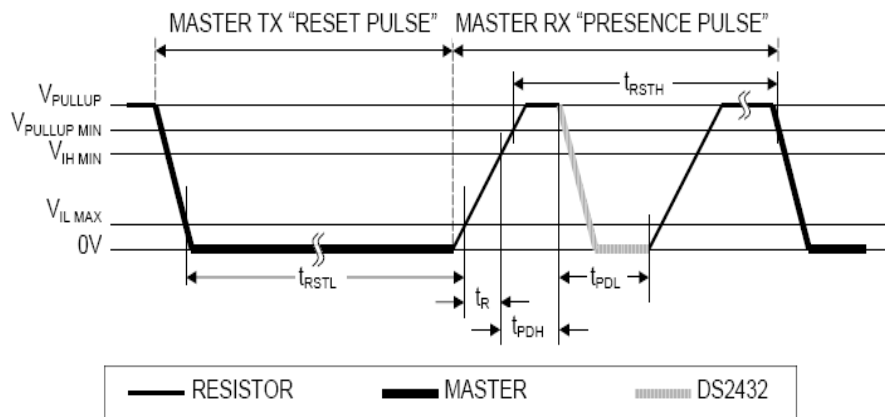 MASTER TX “RESET PULSE” MASTER RX “PRESENCE PULSE”
tRSTH
VPULLUP
VPULLUP MIN
VIH MIN
VIL MAX
0V
tRSTL
tR
tPDL
tPDH
RESISTOR MASTER DS2432